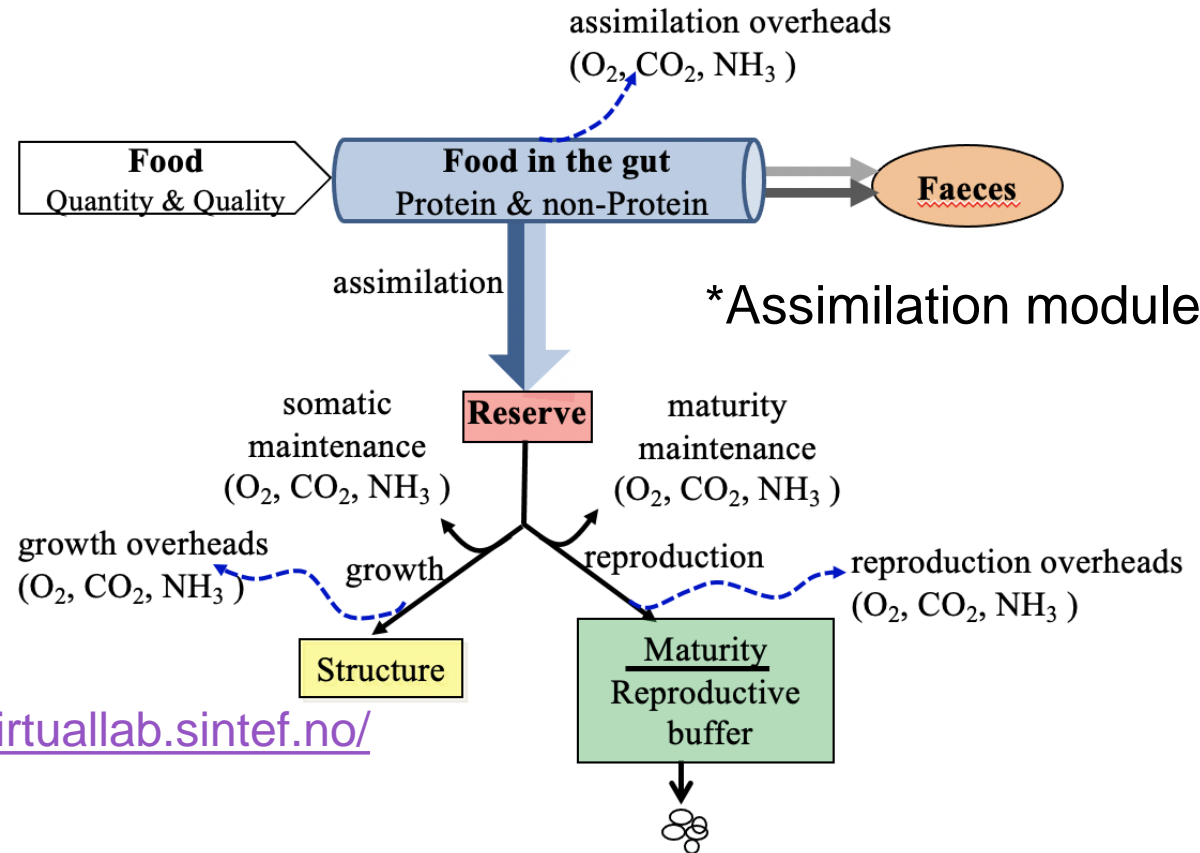 assimilation overheads
(O₂, CO₂, NH₃ )
Food
Quantity & Quality
Food in the gut
Protein & non-Protein
Faeces
assimilation
*Assimilation module
Reserve
somatic
maintenance
(O₂, CO₂, NH₃ )
maturity
maintenance
(O₂, CO₂, NH₃ )
growth overheads
(O₂, CO₂, NH₃ )
growth
reproduction
reproduction overheads
(O₂, CO₂, NH₃ )
Structure
Maturity
Reproductive
buffer
irtuallab.sintef.no/